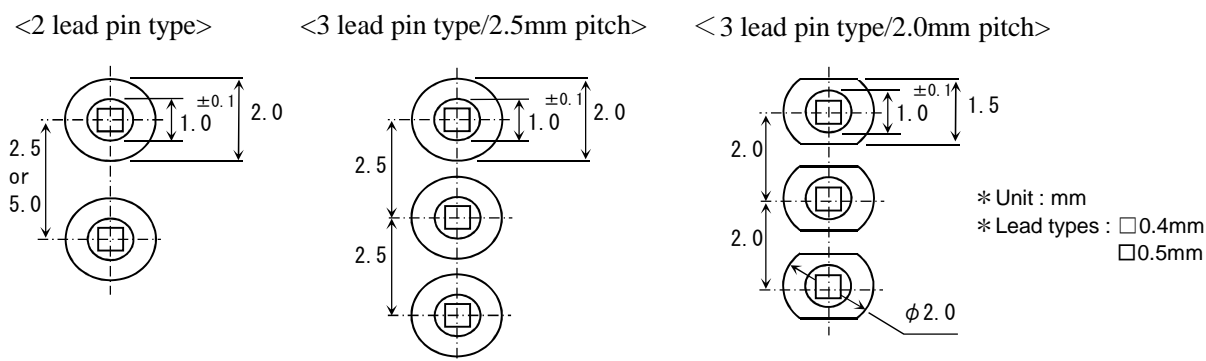 <2 lead pin type>
<3 lead pin type/2.5mm pitch>
＜3 lead pin type/2.0mm pitch>
±0.1
1.0
2.0
2.5
or
5.0
±0.1
1.0
2.0
2.5
2.5
±0.1
1.0
1.5
2.0
2.0
φ2.0
＊Unit : mm
＊Lead types : □0.4mm
□0.5mm